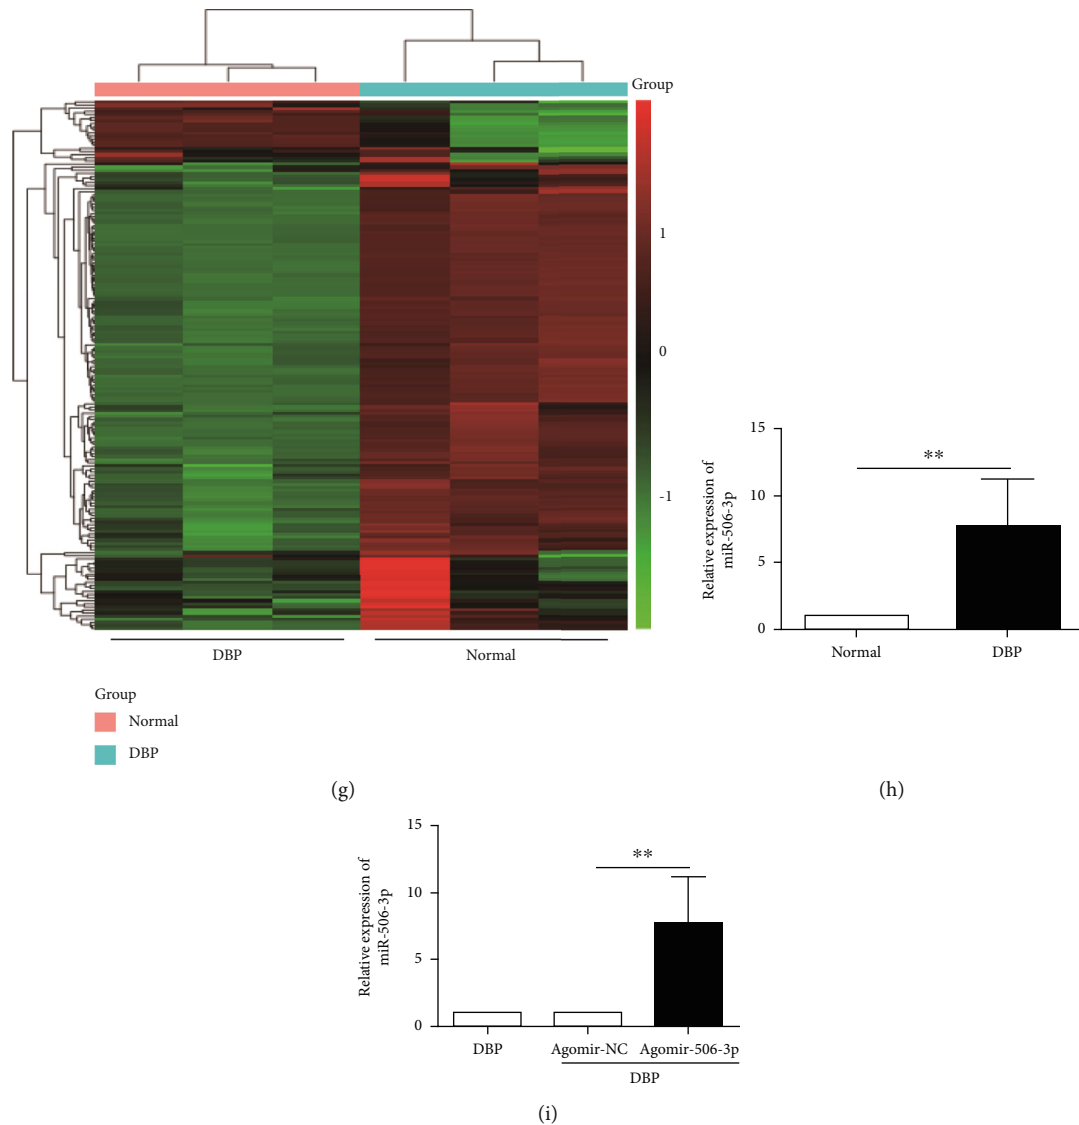 Group
1
0
-1
DBP
Normal
Group
Normal
DBP
(g)
Relative expression of
miR-506-3p
15
10
5
0
**
Normal
DBP
(h)
Relative expression of
miR-506-3p
15
10
5
0
**
DBP
Agomir-NC
Agomir-506-3p
DBP
(i)